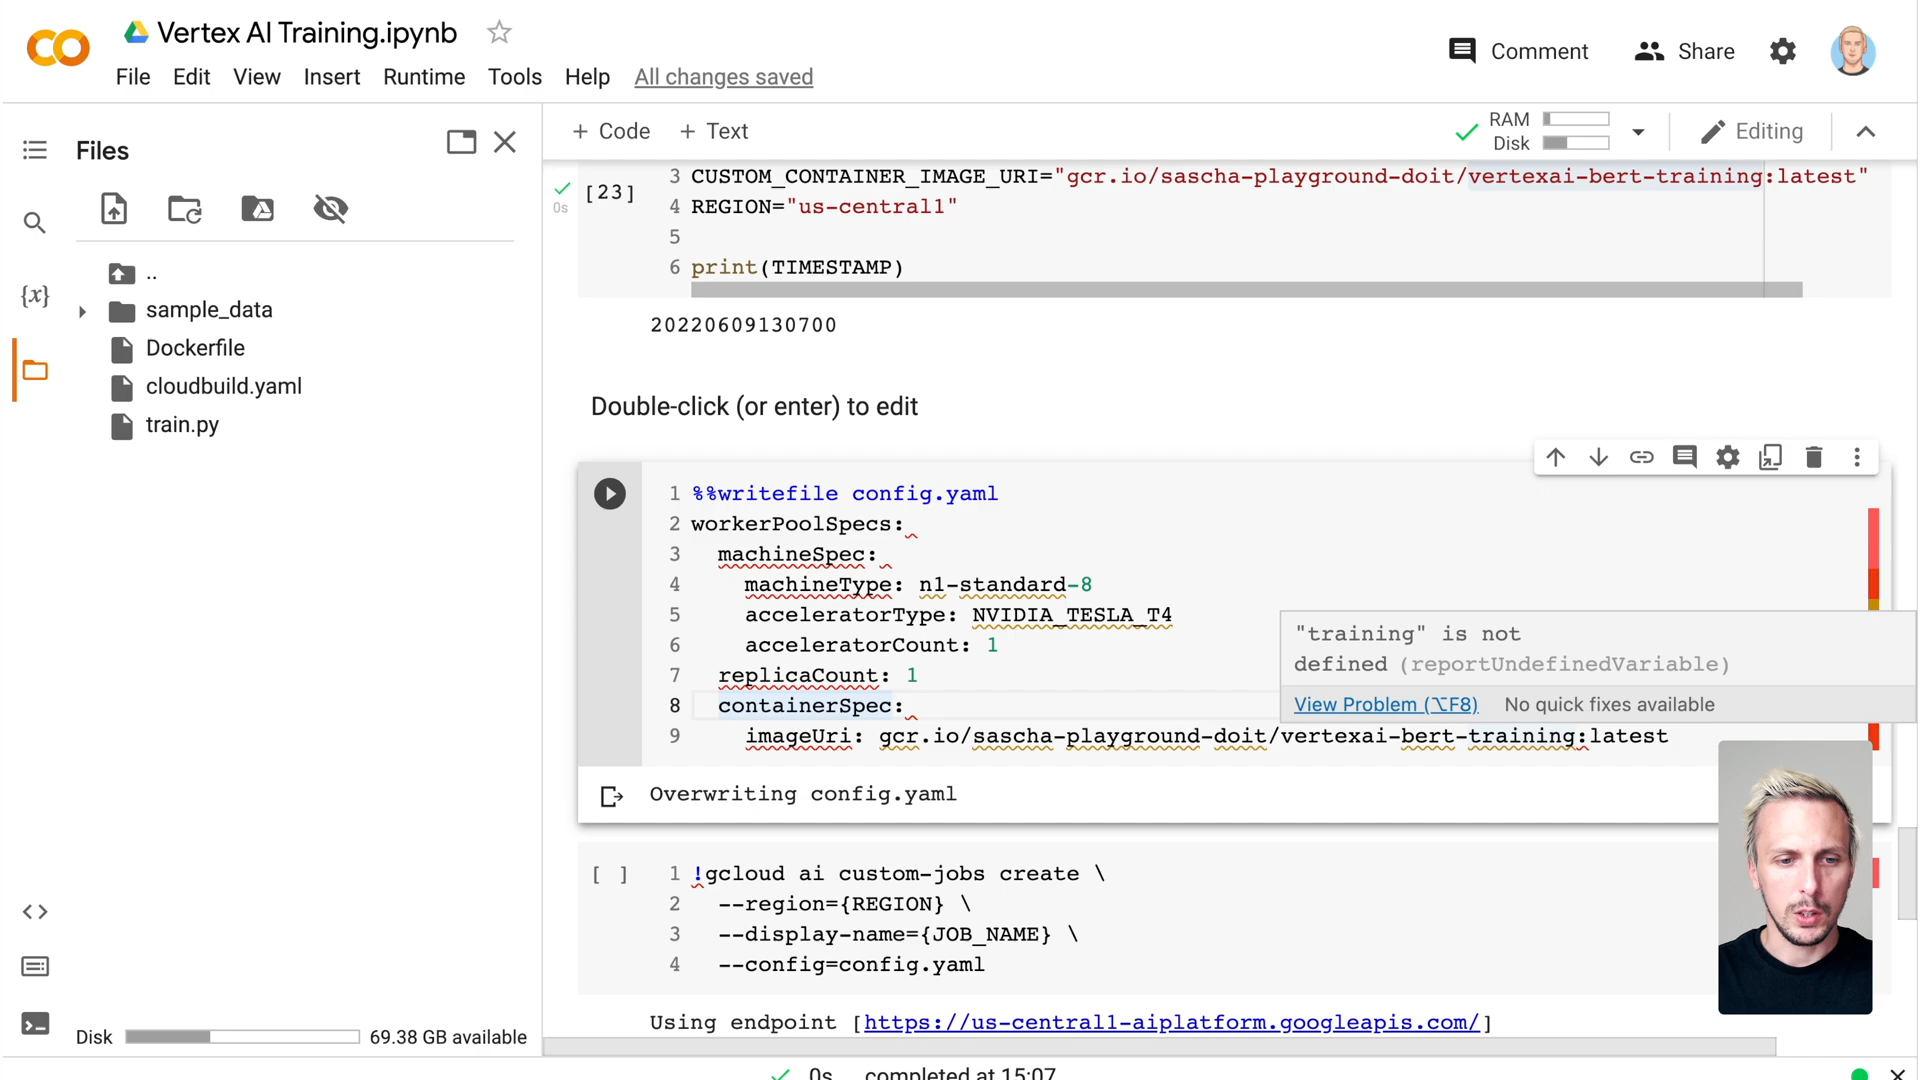 Vertex AI Training.ipynb
File Edit View Insert Runtime Tools Help All changes saved
Comment Share
Files
+ Code + Text
RAM
Disk
Editing
..
sample_data
Dockerfile
cloudbuild.yaml
train.py
{x}
0s
[23]
3 CUSTOM_CONTAINER_IMAGE_URI="gcr.io/sascha-playground-doit/vertexai-bert-training:latest"
4 REGION="us-central1"
5
6 print(TIMESTAMP)
20220609130700
Double-click (or enter) to edit
1 %%writefile config.yaml
2 workerPoolSpecs:
3 machineSpec:
4 machineType: n1-standard-8
5 acceleratorType: NVIDIA_TESLA_T4
6 acceleratorCount: 1
7 replicaCount: 1
8 containerSpec:
9 imageUri: gcr.io/sascha-playground-doit/vertexai-bert-training:latest
"training" is not
defined (reportUndefinedVariable)
View Problem (⌥F8) No quick fixes available
Overwriting config.yaml
[ ]
1 !gcloud ai custom-jobs create \
2 --region={REGION} \
3 --display-name={JOB_NAME} \
4 --config=config.yaml
Using endpoint [https://us-central1-aiplatform.googleapis.com/]
Disk 69.38 GB available
0s completed at 15:07